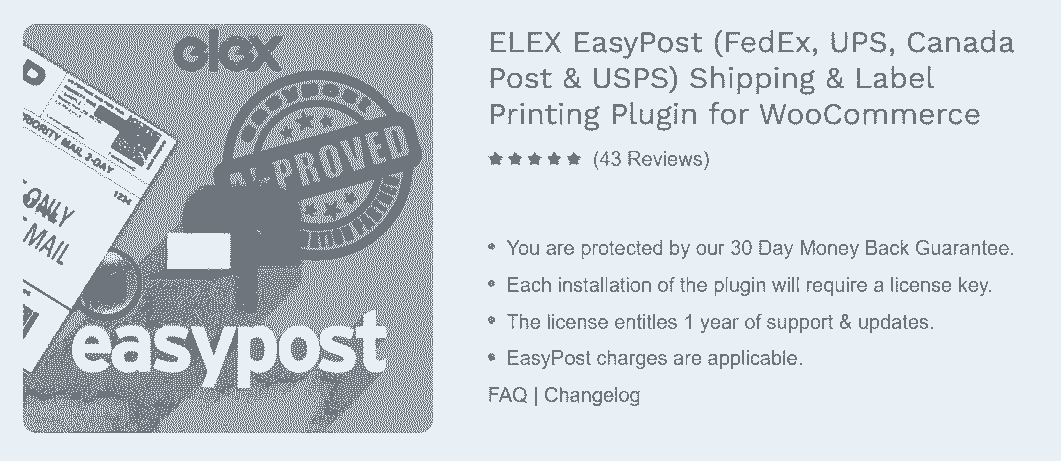 elex
PRIORITY MAIL 2-DAY
1234
ONLY
MAIL
APPROVED
easypost
ELEX EasyPost (FedEx, UPS, Canada
Post & USPS) Shipping & Label
Printing Plugin for WooCommerce
★★★★★ (43 Reviews)
• You are protected by our 30 Day Money Back Guarantee.
• Each installation of the plugin will require a license key.
• The license entitles 1 year of support & updates.
• EasyPost charges are applicable.
FAQ | Changelog